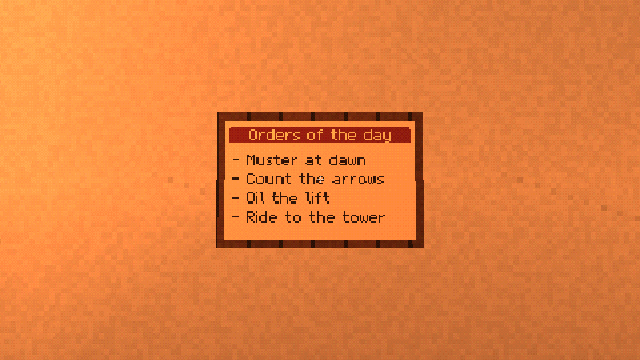 Orders of the day
- Muster at dawn
- Count the arrows
- Oil the lift
- Ride to the tower